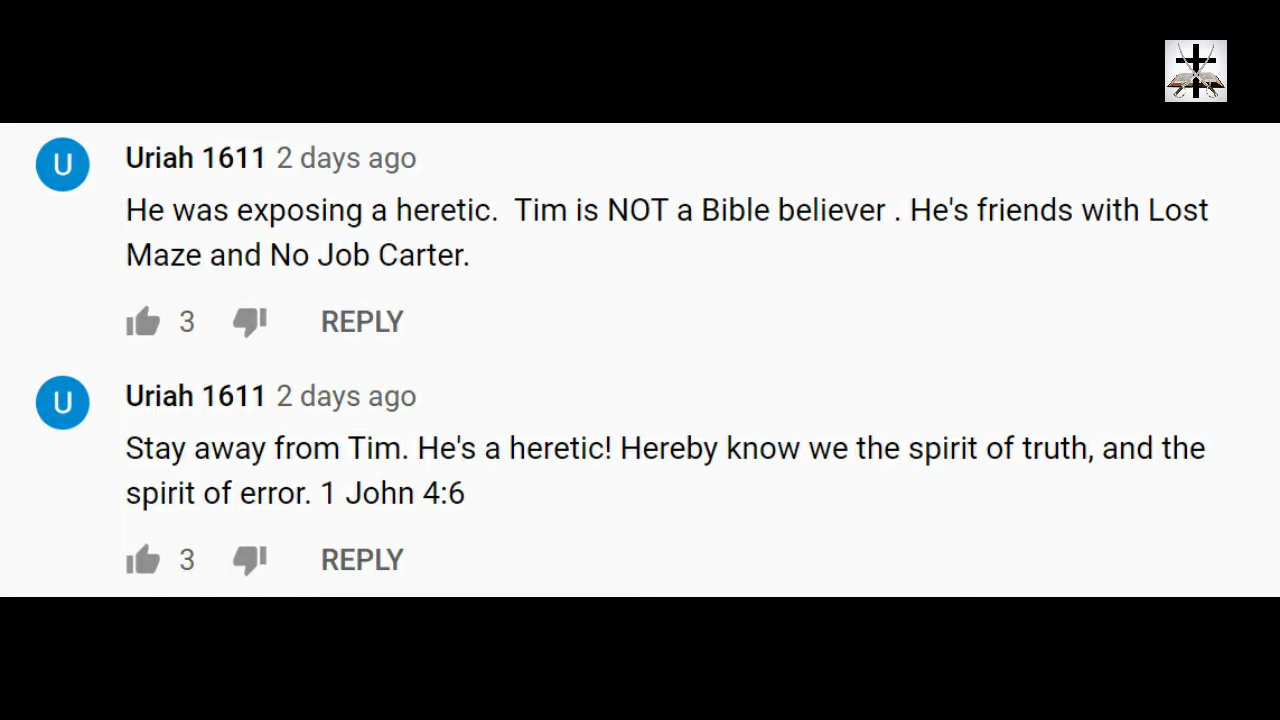 U
Uriah 1611 2 days ago
He was exposing a heretic.  Tim is NOT a Bible believer . He's friends with Lost
Maze and No Job Carter.
3 REPLY
U
Uriah 1611 2 days ago
Stay away from Tim. He's a heretic! Hereby know we the spirit of truth, and the
spirit of error. 1 John 4:6
3 REPLY